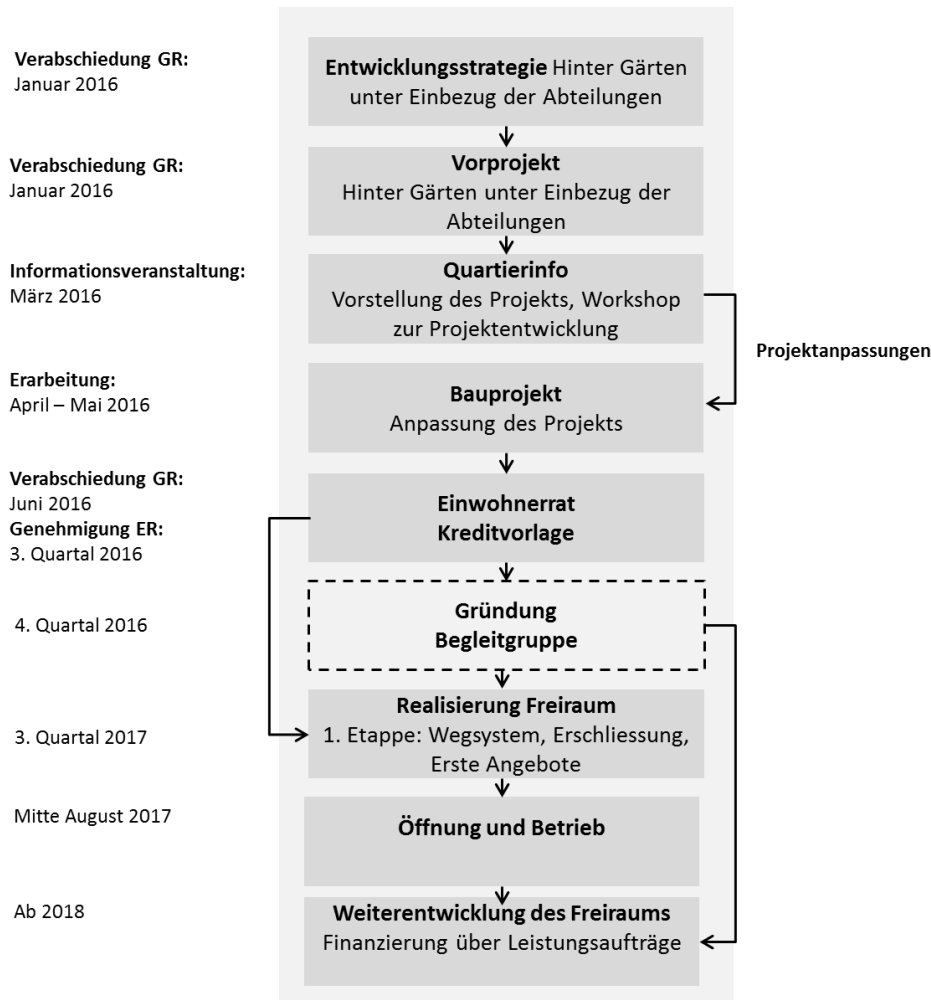 Verabschiedung GR:
Januar 2016
Entwicklungsstrategie Hinter Gärten
unter Einbezug der Abteilungen
Verabschiedung GR:
Januar 2016
Vorprojekt
Hinter Gärten unter Einbezug der
Abteilungen
Informationsveranstaltung:
März 2016
Quartierinfo
Vorstellung des Projekts, Workshop
zur Projektentwicklung
Projektanpassungen
Erarbeitung:
April – Mai 2016
Bauprojekt
Anpassung des Projekts
Verabschiedung GR:
Juni 2016
Genehmigung ER:
3. Quartal 2016
Einwohnerrat
Kreditvorlage
4. Quartal 2016
Gründung
Begleitgruppe
3. Quartal 2017
Realisierung Freiraum
1. Etappe: Wegsystem, Erschliessung,
Erste Angebote
Mitte August 2017
Öffnung und Betrieb
Ab 2018
Weiterentwicklung des Freiraums
Finanzierung über Leistungsaufträge